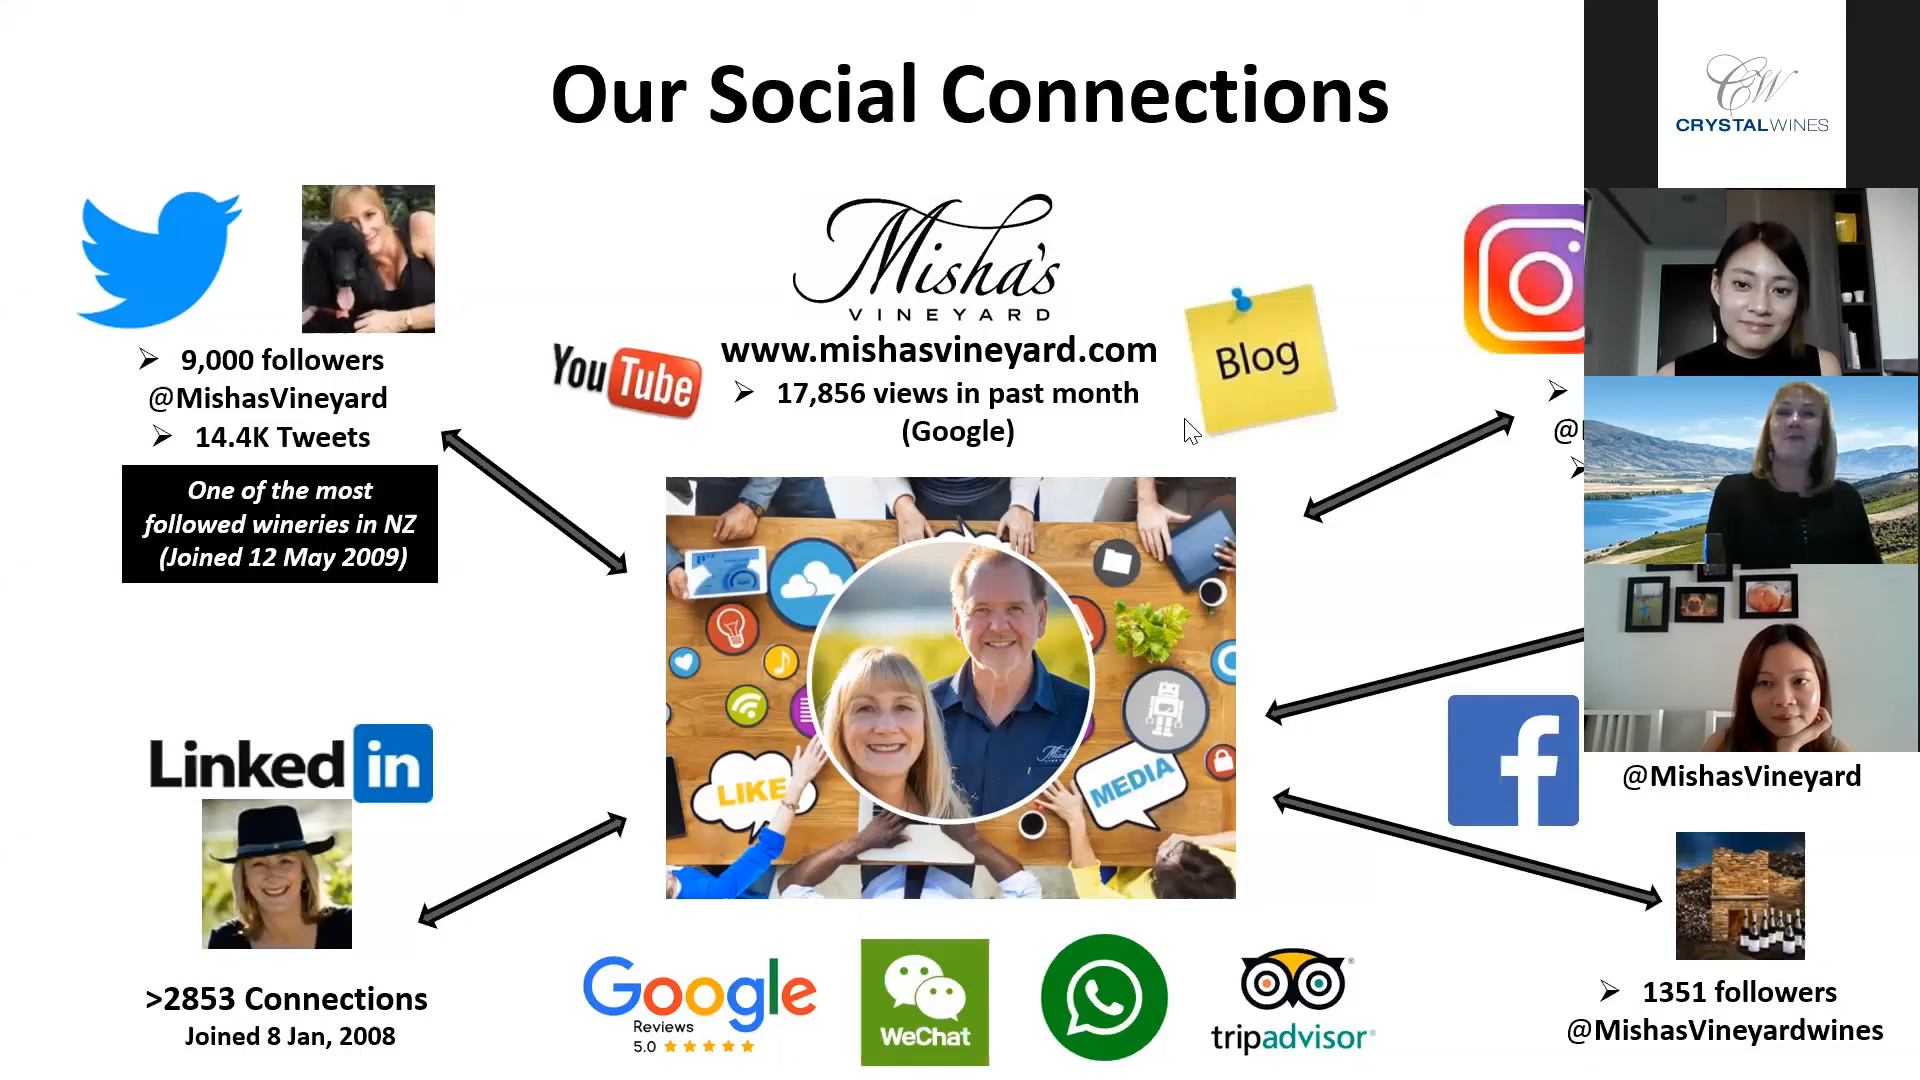 Our Social Connections
CW
CRYSTALWINES
Misha's
VINEYARD
www.mishasvineyard.com
17,856 views in past month
(Google)
YouTube
Blog
9,000 followers
@MishasVineyard
14.4K Tweets
One of the most
followed wineries in NZ
(Joined 12 May 2009)
@
LIKE
MEDIA
Linked in
>2853 Connections
Joined 8 Jan, 2008
f
@MishasVineyard
1351 followers
@MishasVineyardwines
Google
Reviews
5.0
WeChat
tripadvisor®